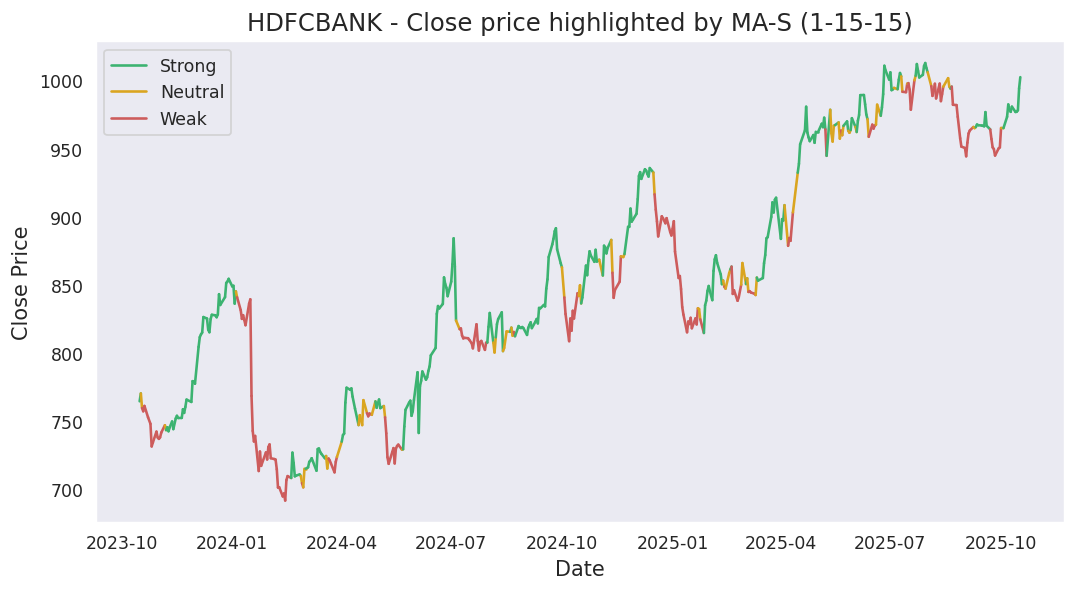 HDFCBANK - Close price highlighted by MA-S (1-15-15)
Strong
Neutral
Weak
Close Price
1000
950
900
850
800
750
700
2023-10 2024-01 2024-04 2024-07 2024-10 2025-01 2025-04 2025-07 2025-10
Date